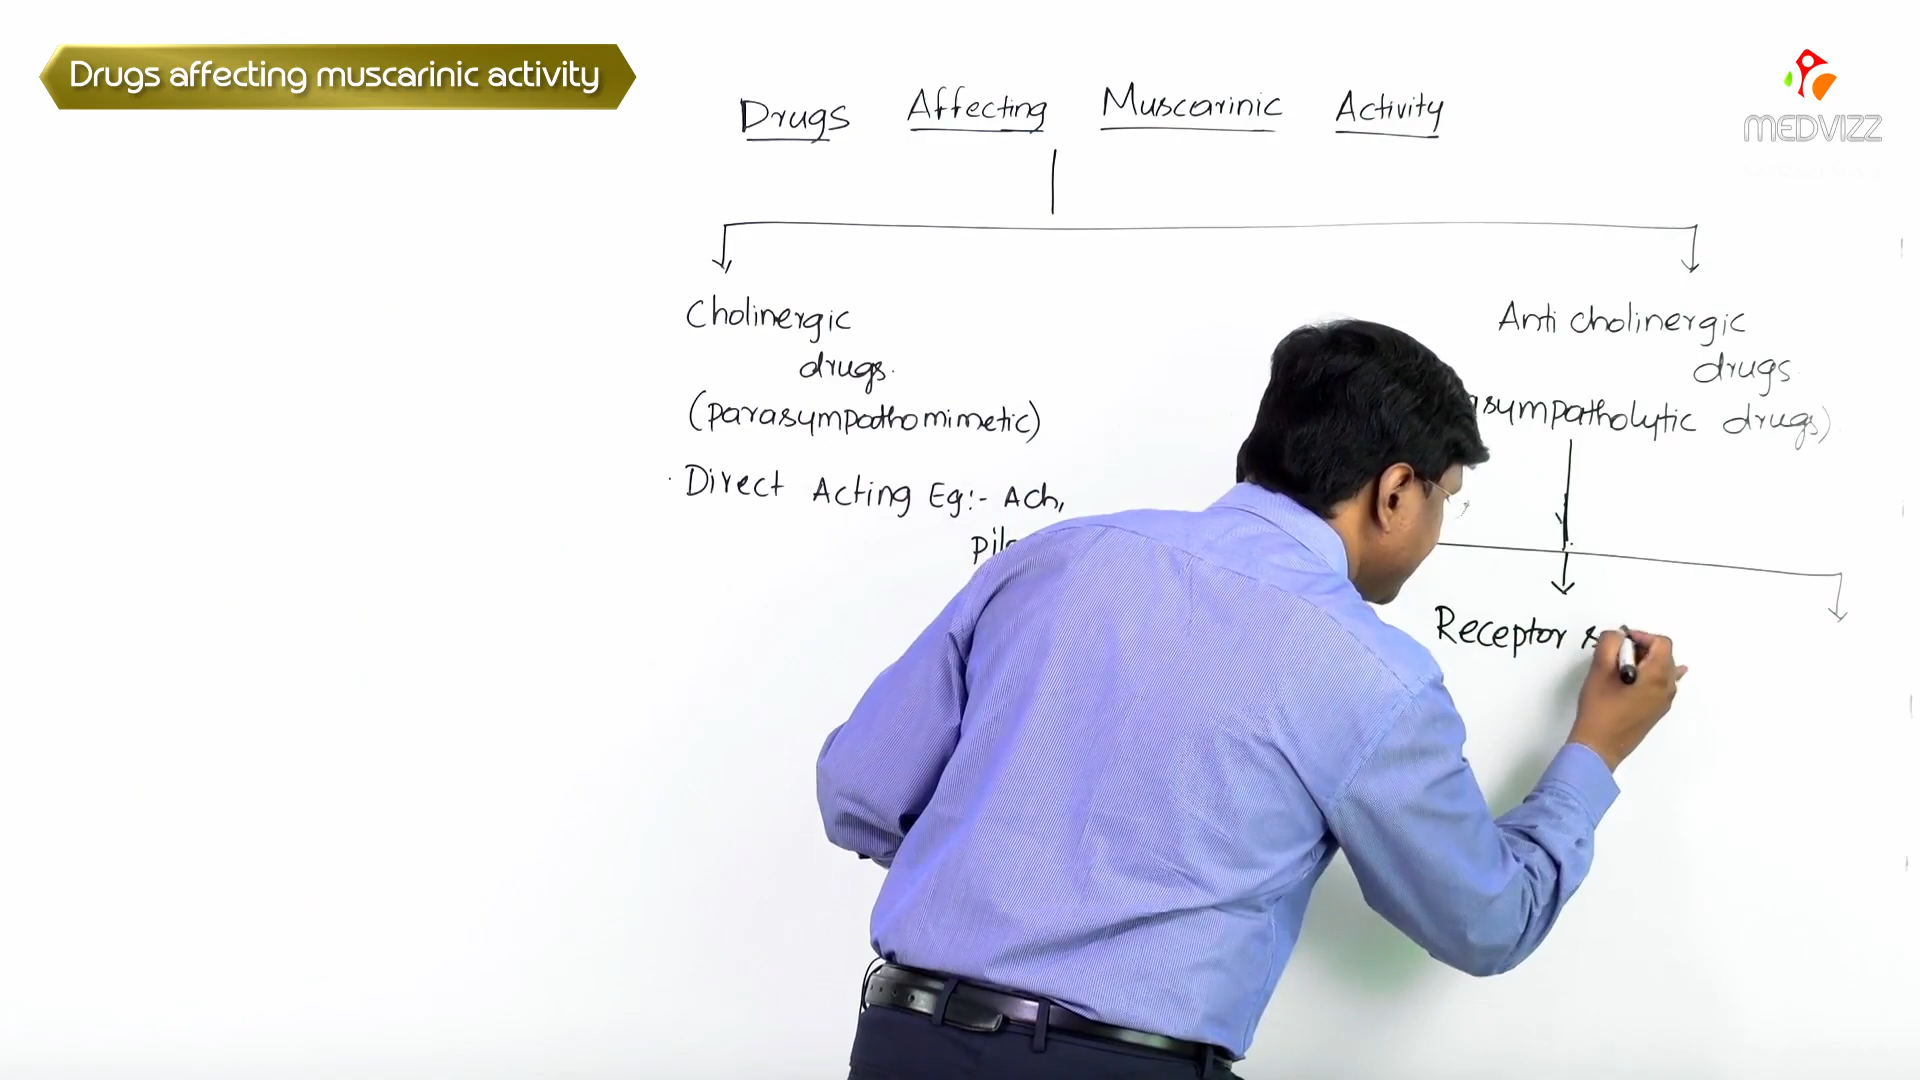 Drugs affecting muscarinic activity
MEDVIZZ
Drugs Affecting Muscarinic Activity
Cholinergic
drugs.
(parasympathomimetic)
Anti cholinergic
drugs
asympatholytic drugs)
· Direct Acting Eg:- Ach,
Receptor